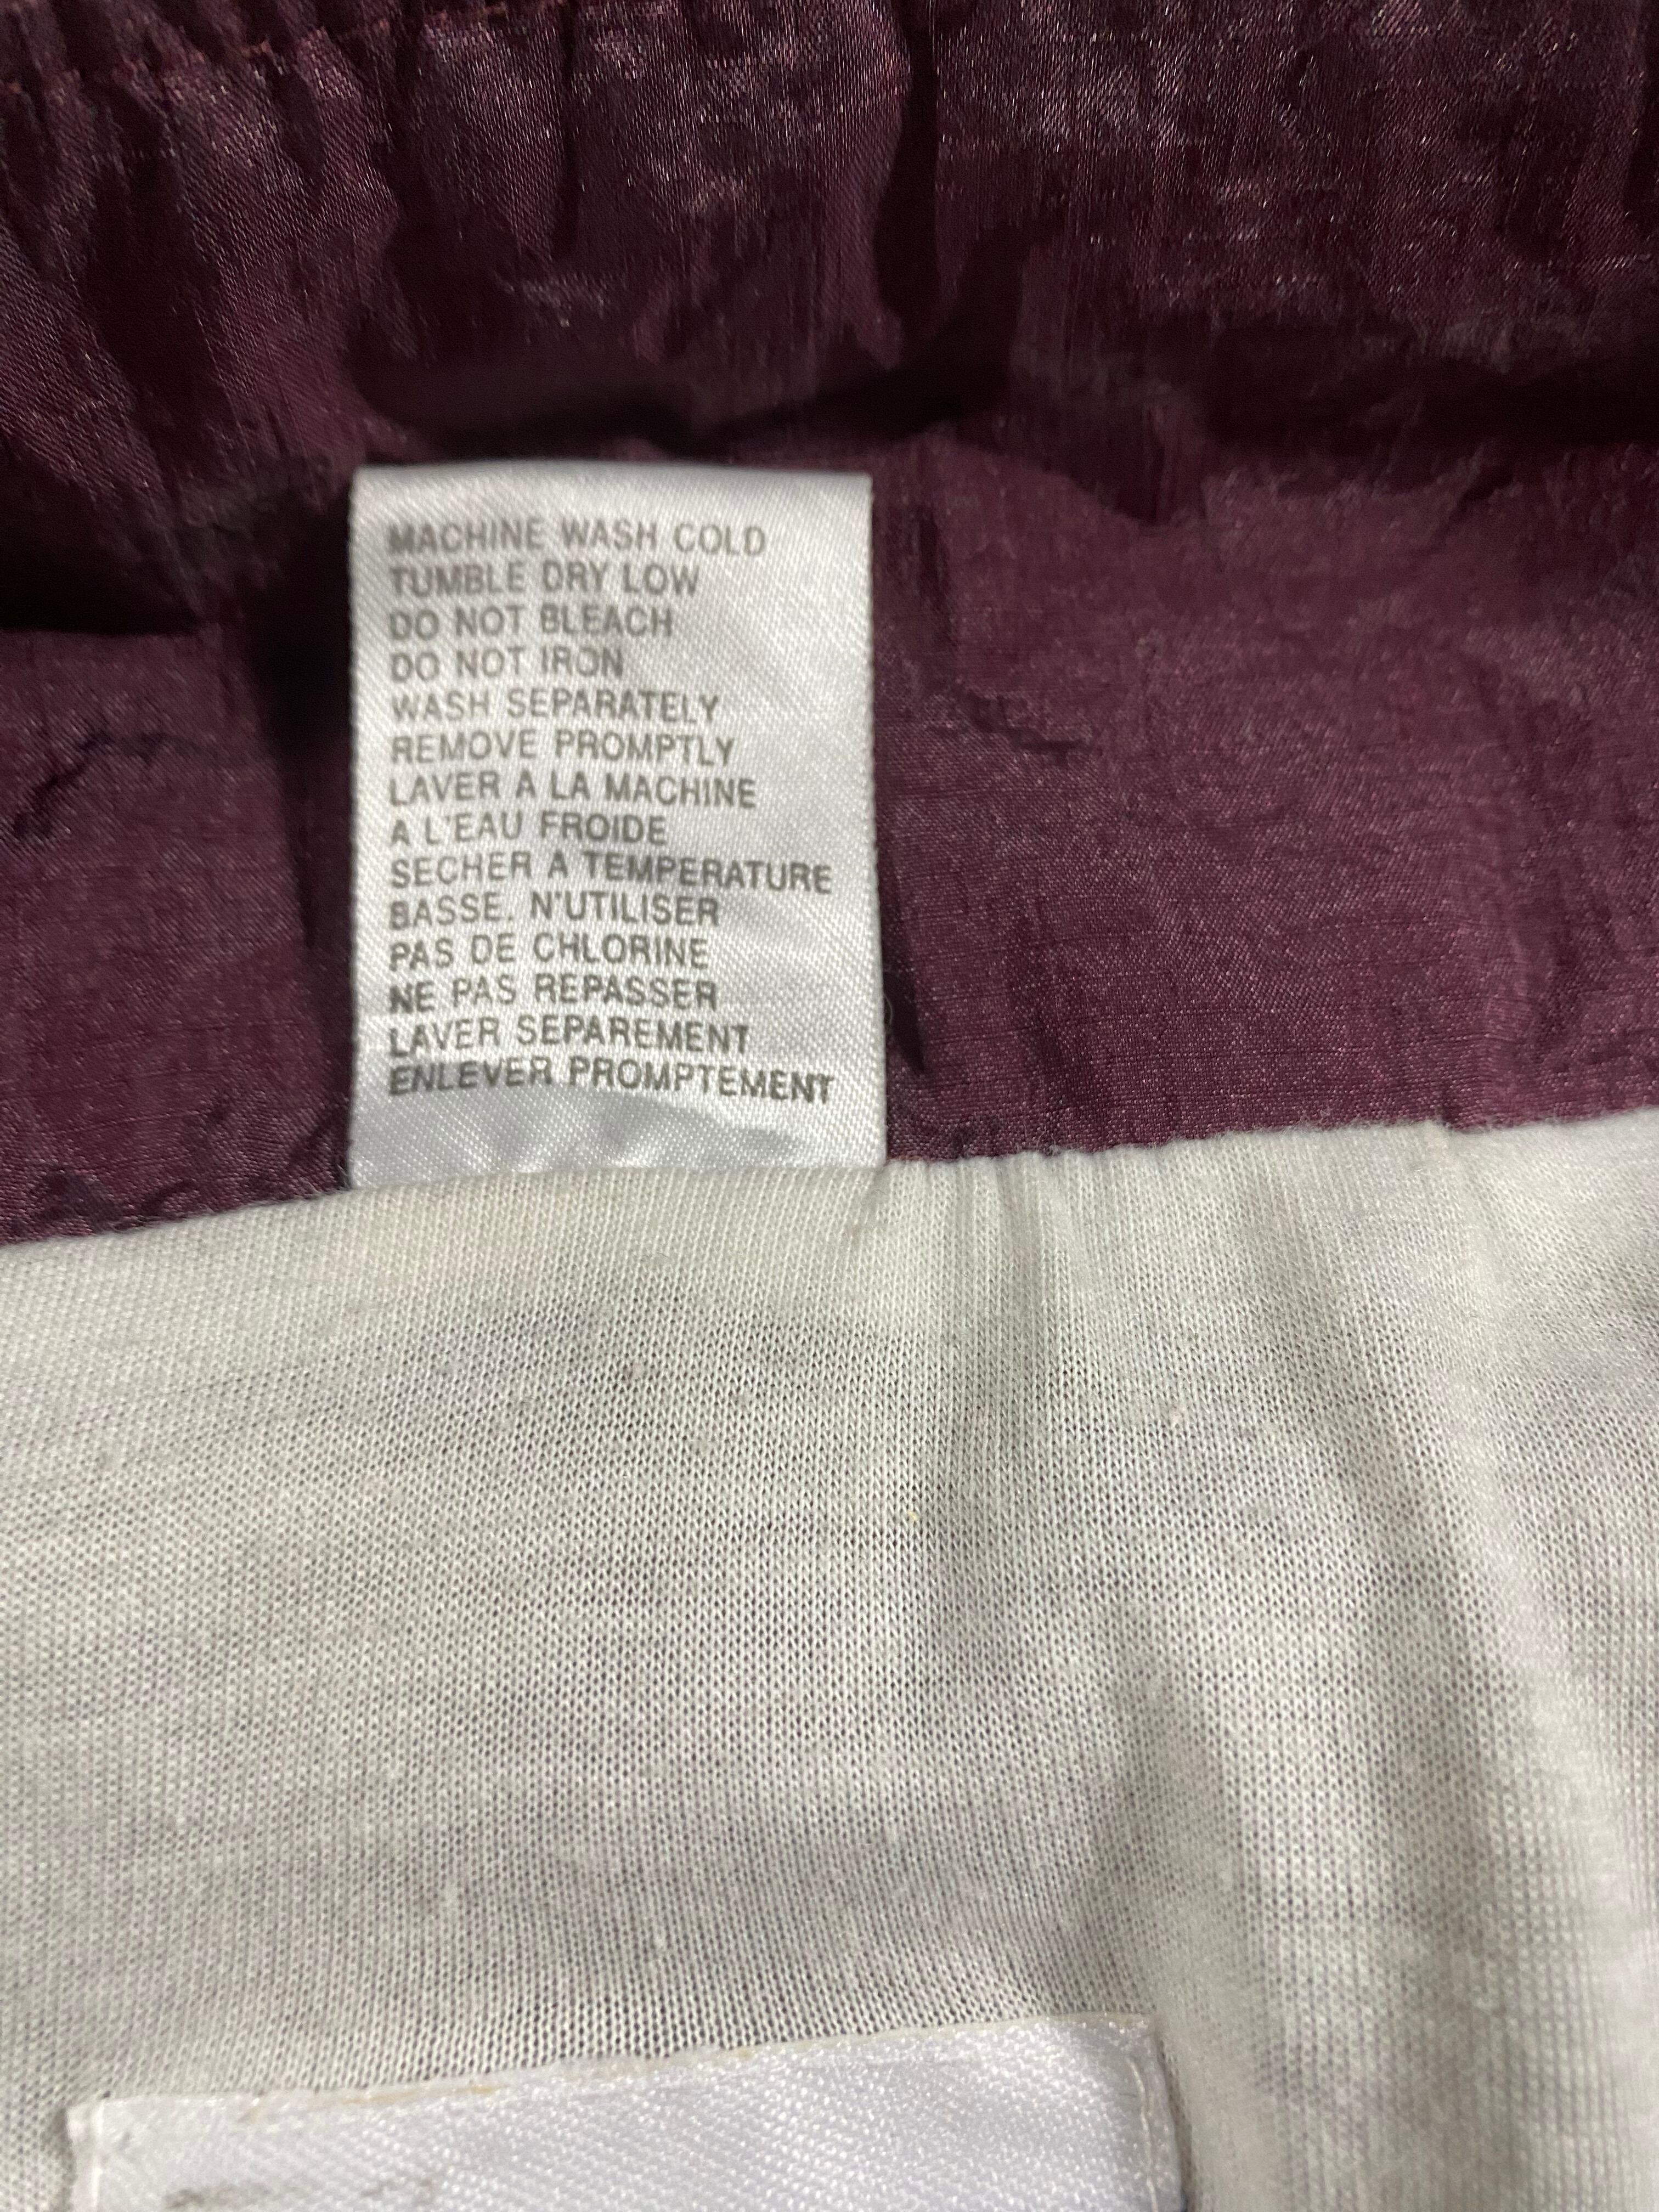 MACHINE WASH COLD
TUMBLE DRY LOW
DO NOT BLEACH
DO NOT IRON
WASH SEPARATELY
REMOVE PROMPTLY
LAVER A LA MACHINE
A L'EAU FROIDE
SECHER A TEMPERATURE
BASSE. N'UTILISER
PAS DE CHLORINE
NE PAS REPASSER
LAVER SEPAREMENT
ENLEVER PROMPTEMENT